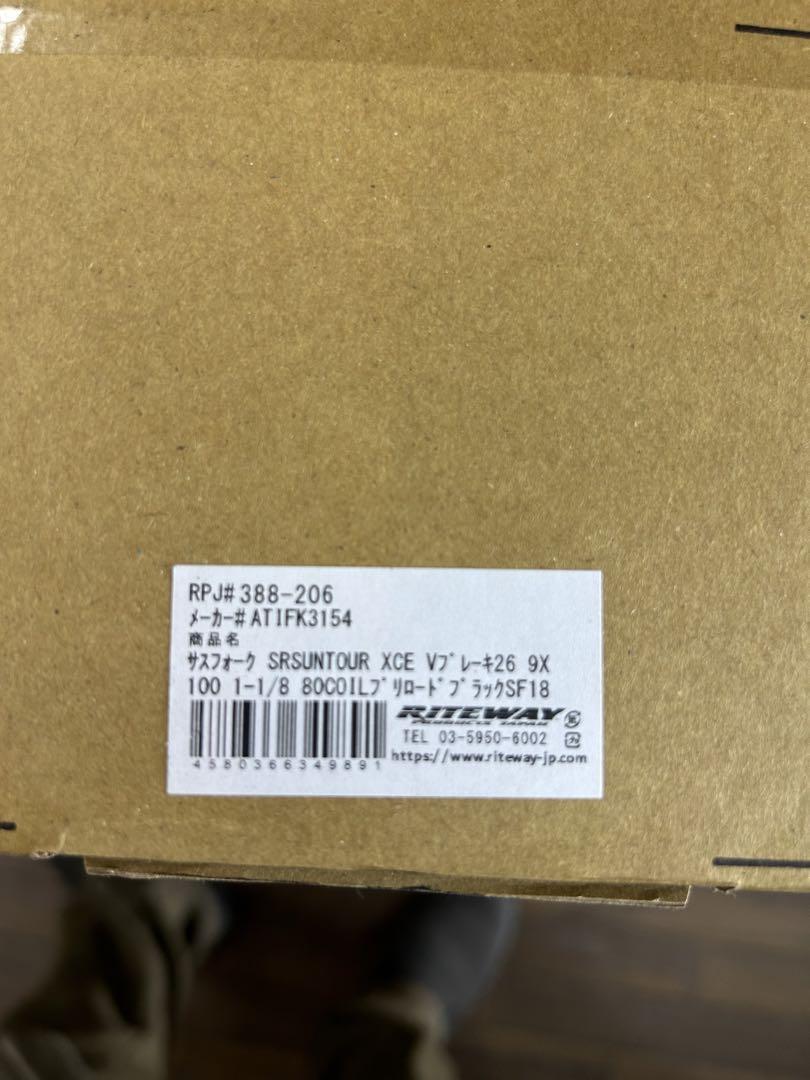 RPJ#388-206
ﾒｰｶｰ#ATIFK3154
商品名
ｻｽﾌｫｰｸ SRSUNTOUR XCE Vﾌﾞﾚｰｷ26 9X
100 1-1/8 80COILﾌﾟﾘﾛｰﾄﾞﾌﾞﾗｯｸSF18
RITEWAY
PRODUCTS JAPAN
4580366349891
TEL 03-5950-6002
https://www.riteway-jp.com